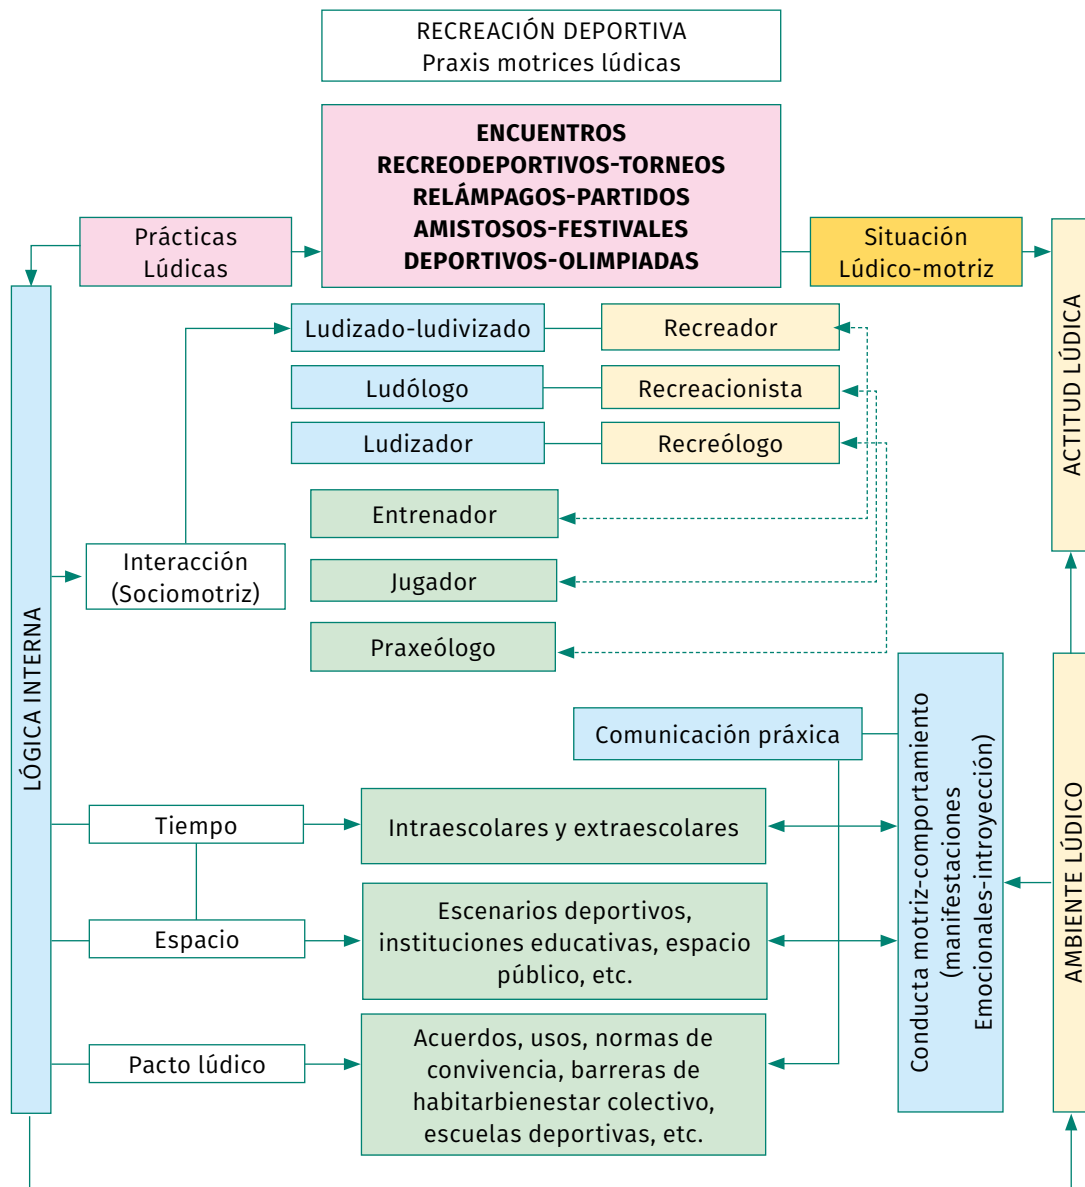 RECREACIÓN DEPORTIVA
Praxis motrices lúdicas
ENCUENTROS
RECREODEPORTIVOS-TORNEOS
RELÁMPAGOS-PARTIDOS
AMISTOSOS-FESTIVALES
DEPORTIVOS-OLIMPIADAS
Prácticas
Lúdicas
Situación
Lúdico-motriz
Ludizado-ludivizado
Recreador
Ludólogo
Recreacionista
Ludizador
Recreólogo
Entrenador
Interacción
(Sociomotriz)
Jugador
Praxeólogo
ACTITUD LÚDICA
LÓGICA INTERNA
Comunicación práxica
Tiempo
Intraescolares y extraescolares
Espacio
Escenarios deportivos,
instituciones educativas, espacio
público, etc.
Pacto lúdico
Acuerdos, usos, normas de
convivencia, barreras de
habitarbienestar colectivo,
escuelas deportivas, etc.
Conducta motriz-comportamiento
(manifestaciones
Emocionales-introyección)
AMBIENTE LÚDICO